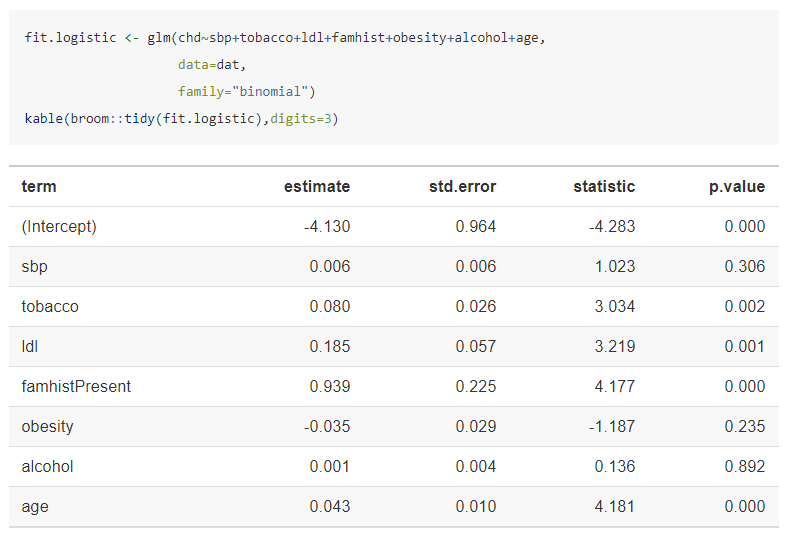 fit.logistic <- glm(chd~sbp+tobacco+ldl+famhist+obesity+alcohol+age,
data=dat,
family="binomial")
kable(broom::tidy(fit.logistic),digits=3)
term estimate std.error statistic p.value
(Intercept) -4.130 0.964 -4.283 0.000
sbp 0.006 0.006 1.023 0.306
tobacco 0.080 0.026 3.034 0.002
ldl 0.185 0.057 3.219 0.001
famhistPresent 0.939 0.225 4.177 0.000
obesity -0.035 0.029 -1.187 0.235
alcohol 0.001 0.004 0.136 0.892
age 0.043 0.010 4.181 0.000